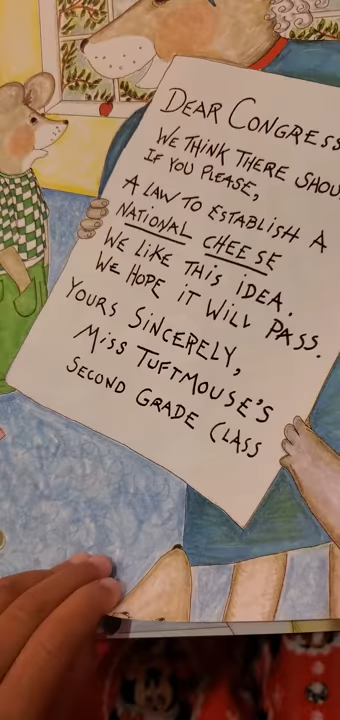 DEAR CONGRESS
WE THINK THERE SHOU
IF YOU PLEASE,
A LAW TO ESTABLISH A
NATIONAL CHEESE
WE LIKE THIS IDEA.
WE HOPE IT WILL PASS.
YOURS SINCERELY,
MISS TUFTMOUSE'S
SECOND GRADE CLASS